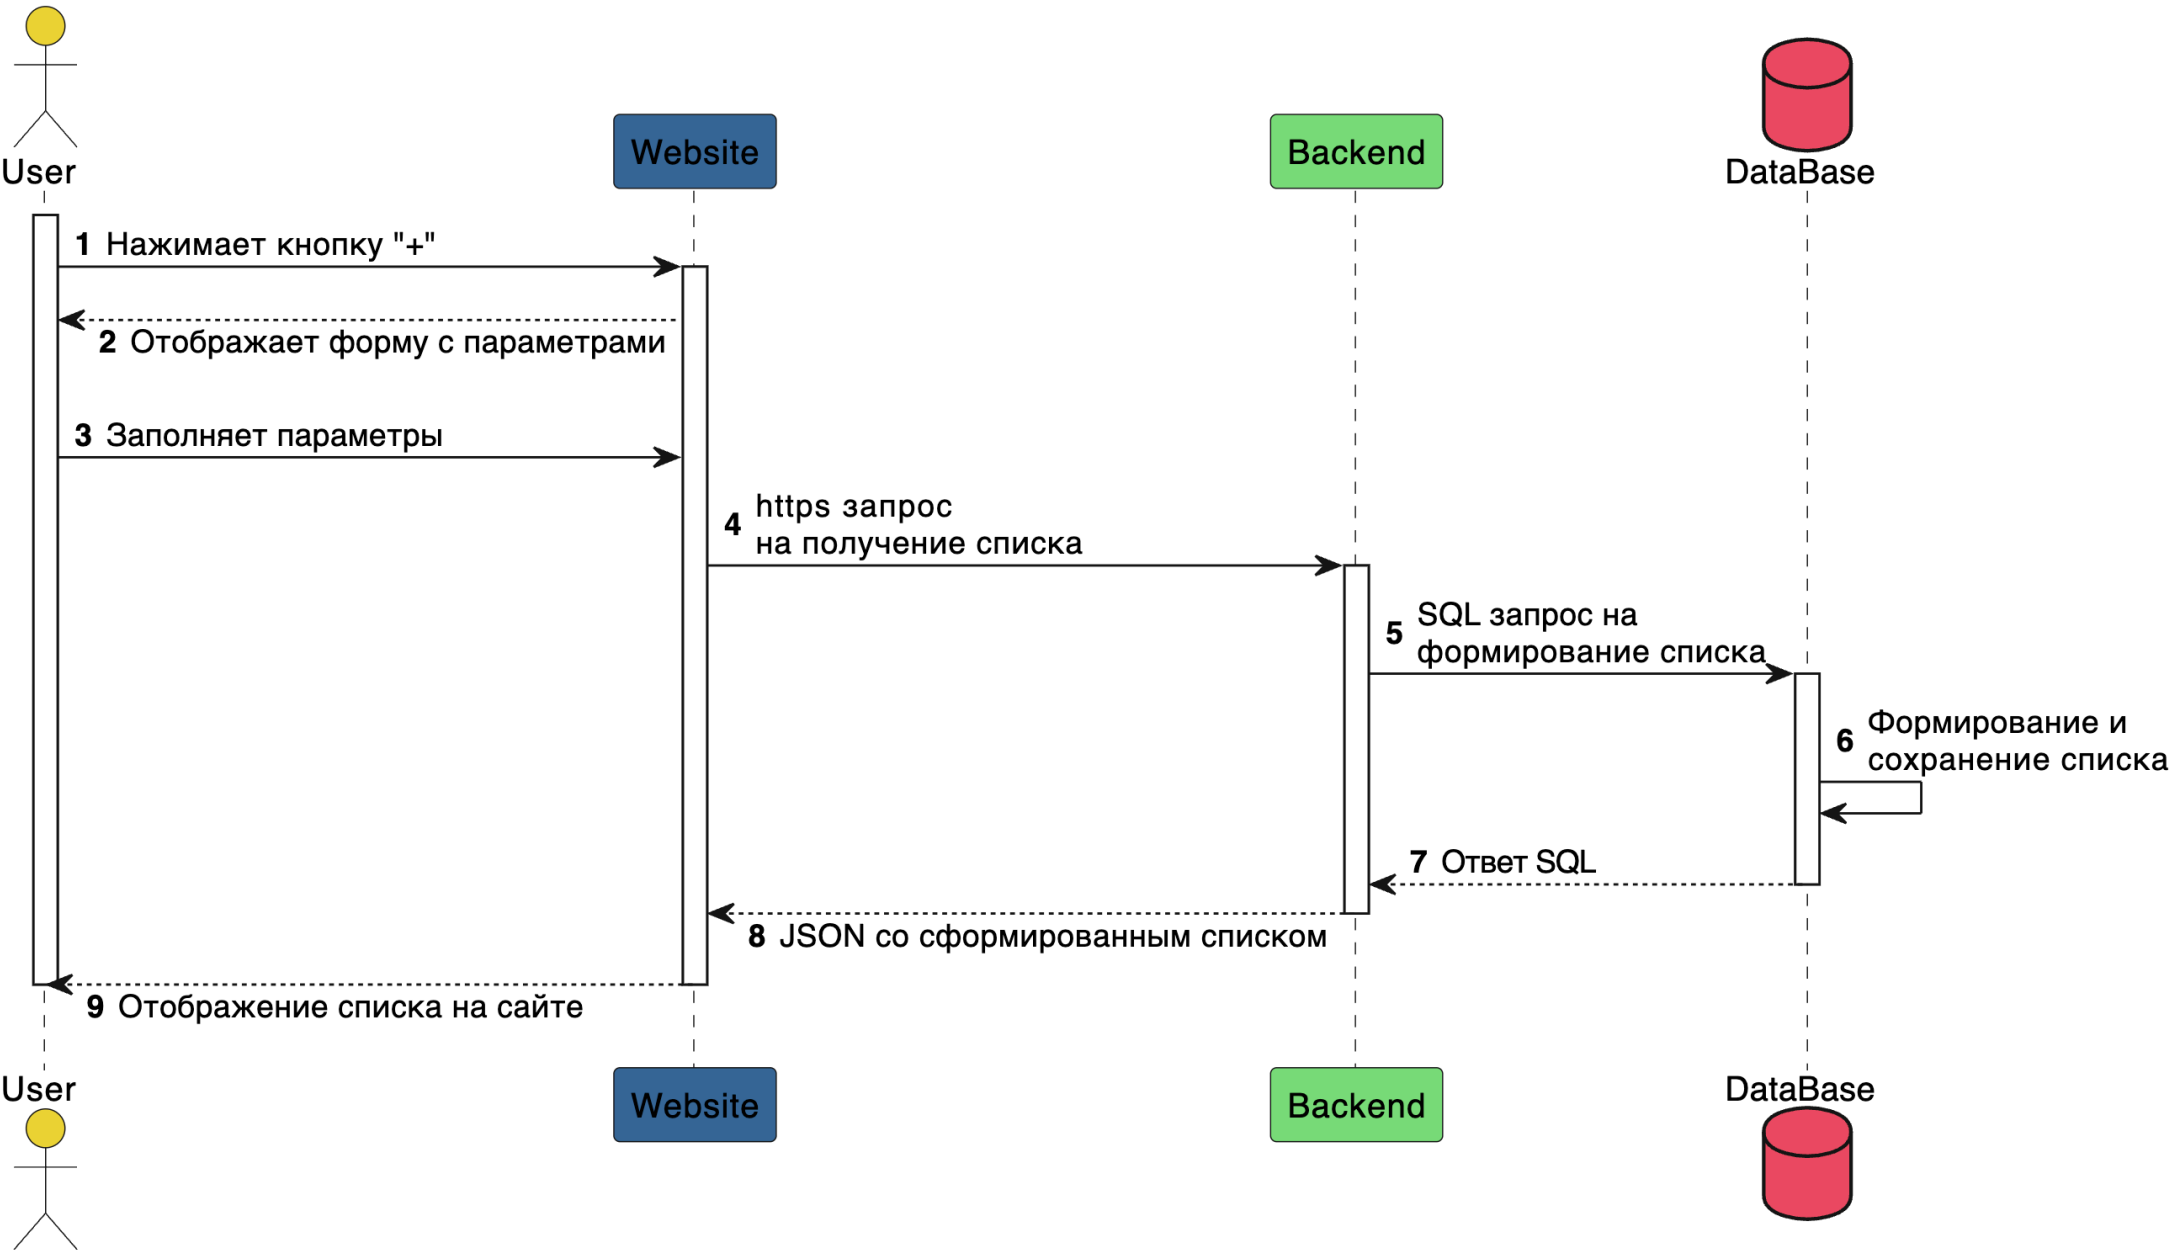 User
Website
Backend
DataBase
1 Нажимает кнопку "+"
2 Отображает форму с параметрами
3 Заполняет параметры
4 https запрос
на получение списка
5 SQL запрос на
формирование списка
6 Формирование и
сохранение списка
7 Ответ SQL
8 JSON со сформированным списком
9 Отображение списка на сайте
User
Website
Backend
DataBase